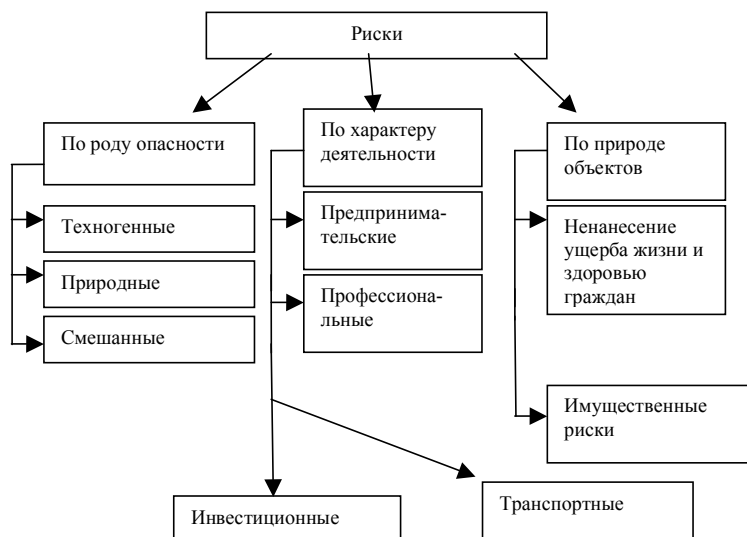 Риски
По роду опасности
Техногенные
Природные
Смешанные
По характеру
деятельности
Предпринима-
тельские
Профессиона-
льные
По природе
объектов
Ненанесение
ущерба жизни и
здоровью
граждан
Имущественные
риски
Инвестиционные
Транспортные